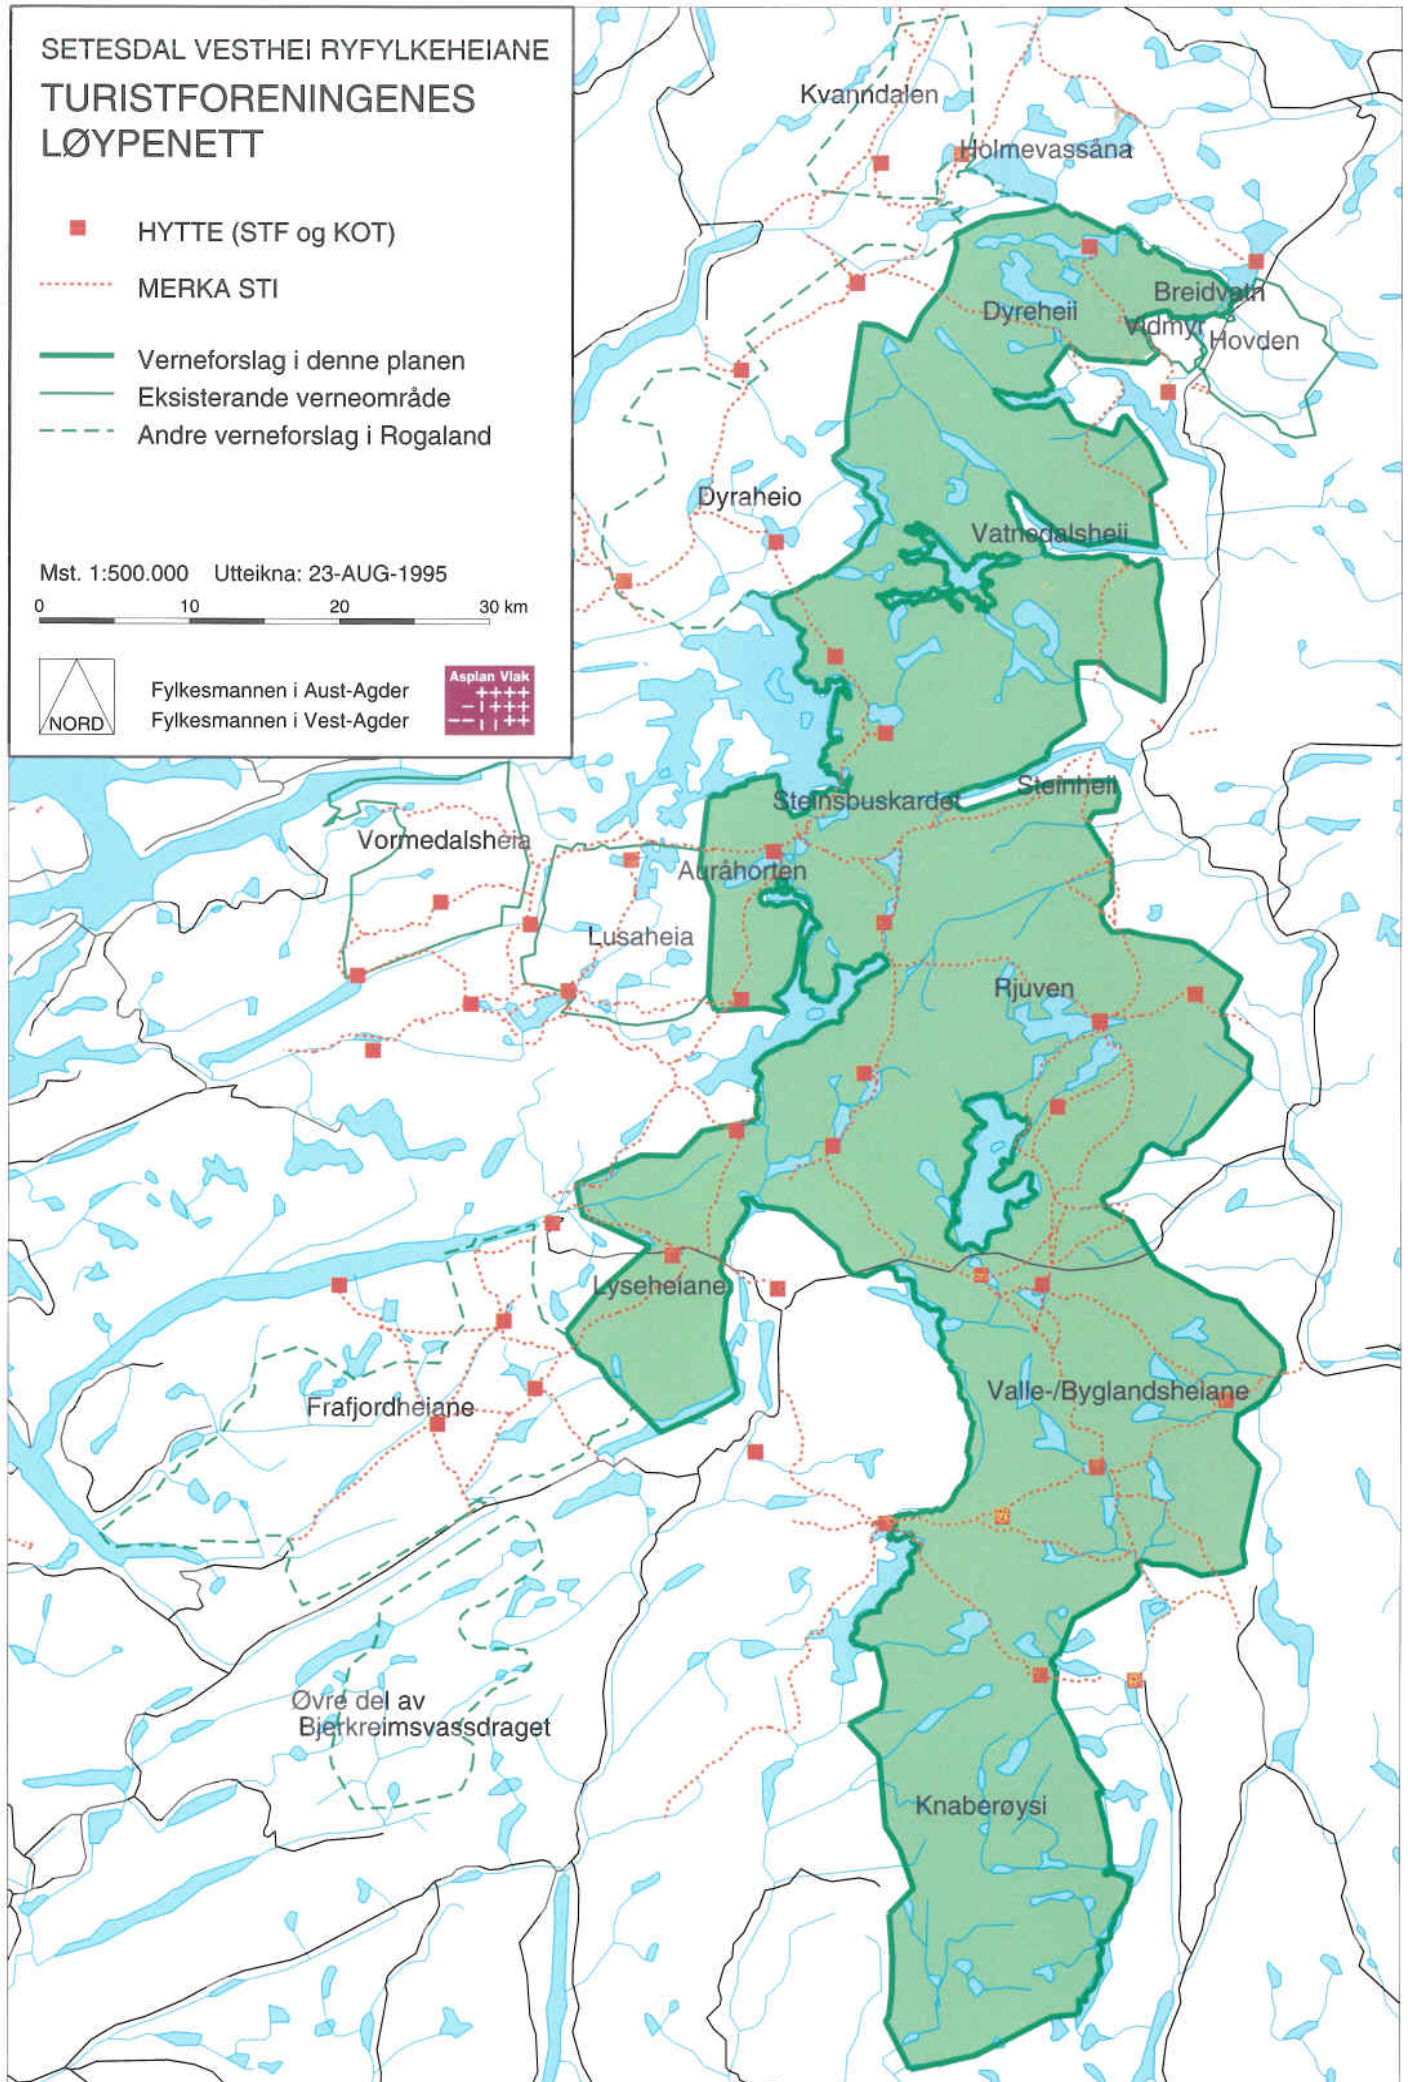 SETESDAL VESTHEI RYFYLKEHEIANE
TURISTFORENINGENES
LØYPENETT
HYTTE (STF og KOT)
MERKA STI
Verneforslag i denne planen
Eksisterande verneområde
Andre verneforslag i Rogaland
Mst. 1:500.000 Utteikna: 23-AUG-1995
0 10 20 30 km
NORD
Fylkesmannen i Aust-Agder
Fylkesmannen i Vest-Agder
Asplan Viak
Kvanndalen
Holmevassåna
Dyreheii
Breidvatn
Vidmyr
Hovden
Dyraheio
Vatnedalsheii
Steinsbuskardet
Steinheii
Vormedalsheia
Auråhorten
Lusaheia
Rjuven
Lyseheiane
Valle-/Byglandsheiane
Frafjordheiane
Øvre del av
Bjerkreimsvassdraget
Knaberøysi